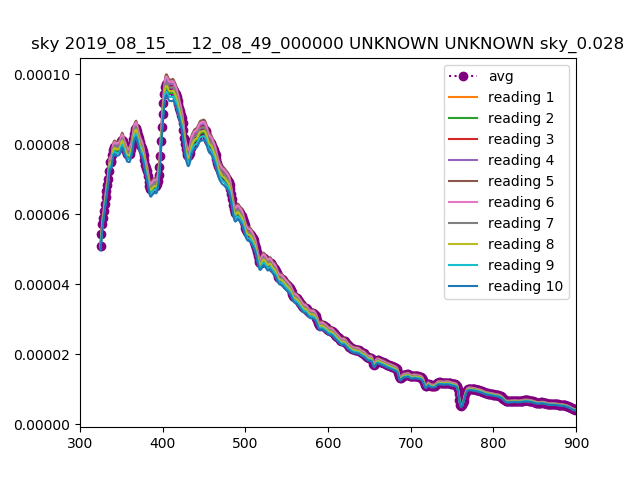 sky 2019_08_15___12_08_49_000000 UNKNOWN UNKNOWN sky_0.028
0.00010
0.00008
0.00006
0.00004
0.00002
0.00000
300 400 500 600 700 800 900
avg
reading 1
reading 2
reading 3
reading 4
reading 5
reading 6
reading 7
reading 8
reading 9
reading 10